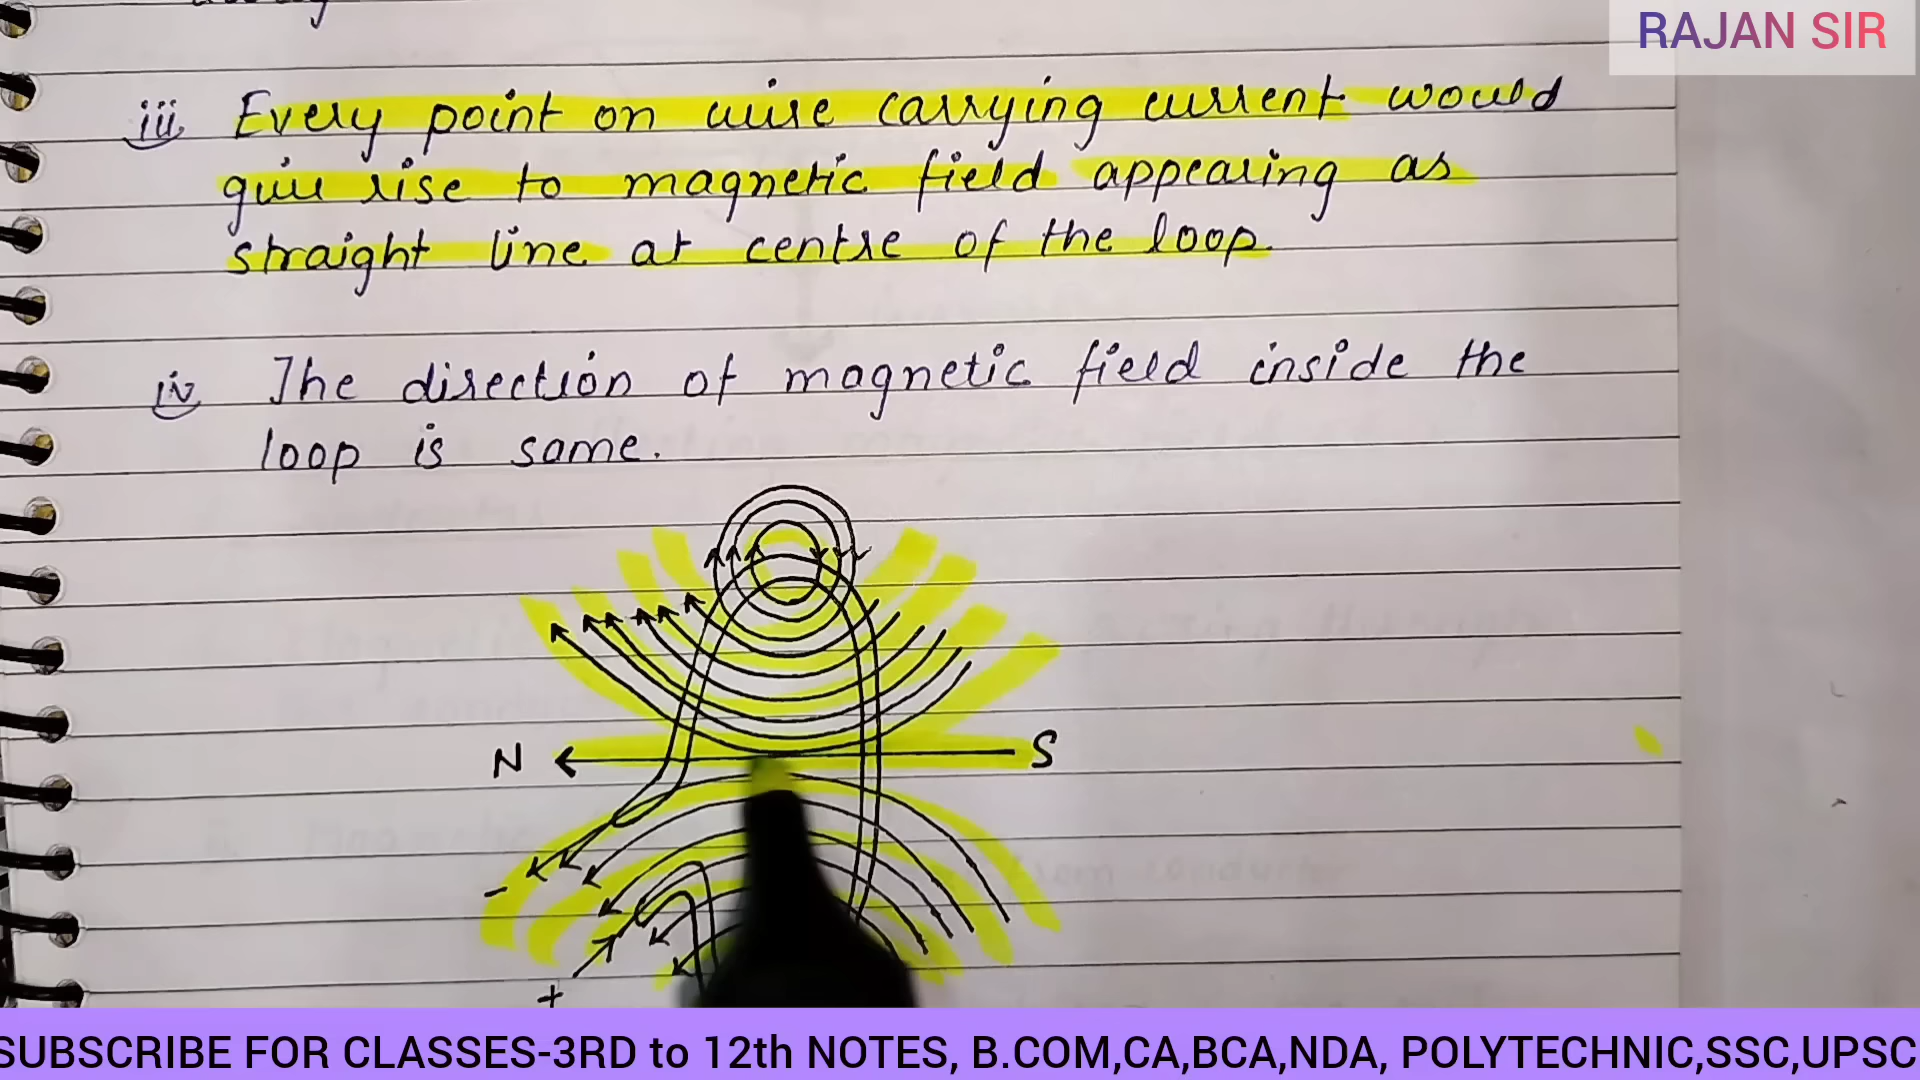 RAJAN SIR
iii Every point on wire carrying current would
give rise to magnetic field appearing as
straight line at centre of the loop.
iv The direction of magnetic field inside the
loop is same.
N
S
-
+
SUBSCRIBE FOR CLASSES-3RD to 12th NOTES, B.COM,CA,BCA,NDA, POLYTECHNIC,SSC,UPSC